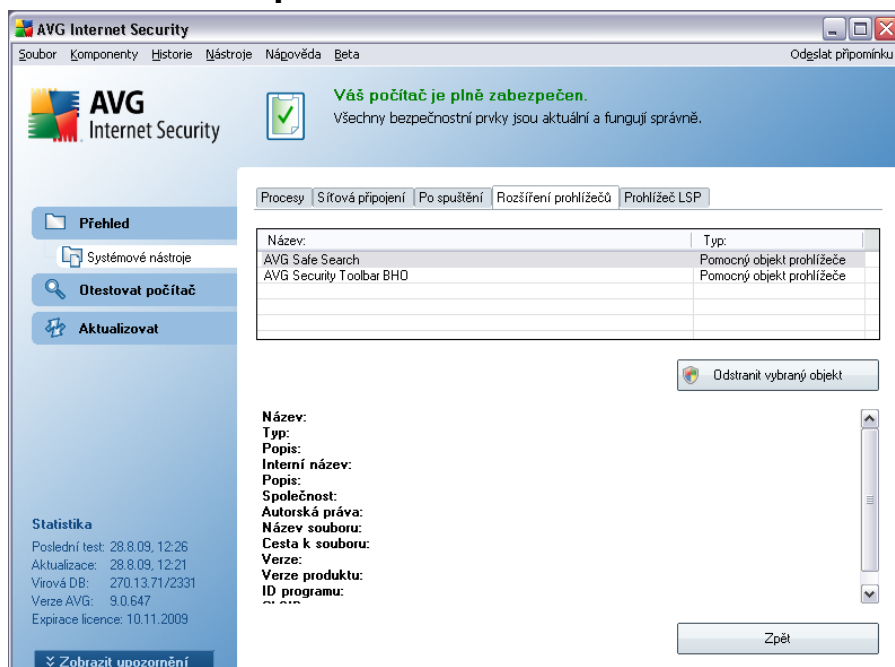 AVG Internet Security
Soubor Komponenty Historie Nástroje Nápověda Beta Odeslat připomínku
AVG
Internet Security
Váš počítač je plně zabezpečen.
Všechny bezpečnostní prvky jsou aktuální a fungují správně.
Přehled
Systémové nástroje
Otestovat počítač
Aktualizovat
Procesy Síťová připojení Po spuštění Rozšíření prohlížečů Prohlížeč LSP
Název: Typ:
AVG Safe Search Pomocný objekt prohlížeče
AVG Security Toolbar BHO Pomocný objekt prohlížeče
Odstranit vybraný objekt
Název:
Typ:
Popis:
Interní název:
Popis:
Společnost:
Autorská práva:
Název souboru:
Cesta k souboru:
Verze:
Verze produktu:
ID programu:
Statistika
Poslední test: 28.8.09, 12:26
Aktualizace: 28.8.09, 12:21
Virová DB: 270.13.71/2331
Verze AVG: 9.0.647
Expirace licence: 10.11.2009
Zobrazit upozornění
Zpět